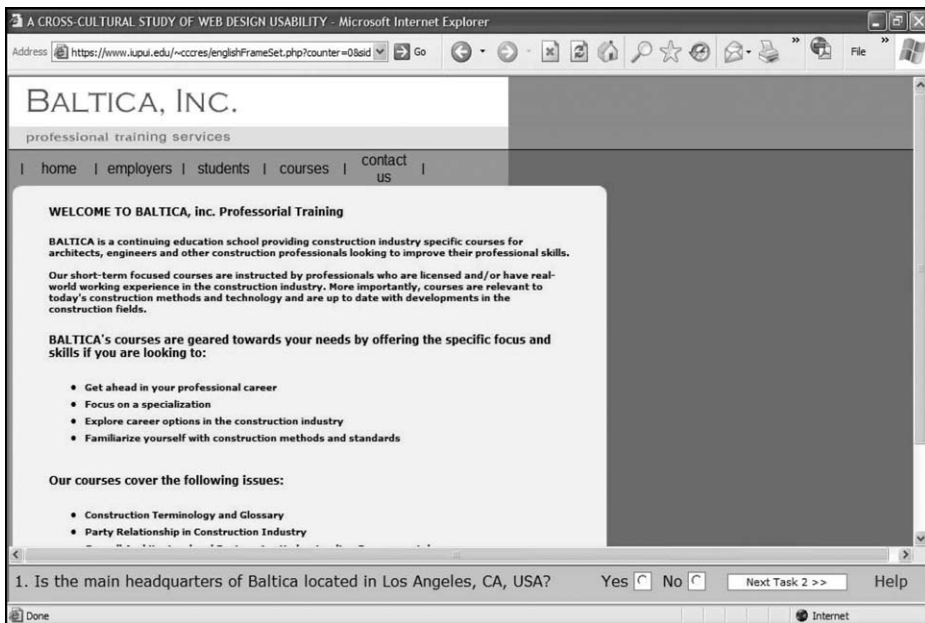 A CROSS-CULTURAL STUDY OF WEB DESIGN USABILITY - Microsoft Internet Explorer
Address https://www.iupui.edu/~cccres/englishFrameSet.php?counter=0&sid Go » File »
BALTICA, INC.
professional training services
| home | employers | students | courses | contact us |
WELCOME TO BALTICA, inc. Professorial Training
BALTICA is a continuing education school providing construction industry specific courses for
architects, engineers and other construction professionals looking to improve their professional skills.
Our short-term focused courses are instructed by professionals who are licensed and/or have real-
world working experience in the construction industry. More importantly, courses are relevant to
today's construction methods and technology and are up to date with developments in the
construction fields.
BALTICA's courses are geared towards your needs by offering the specific focus and
skills if you are looking to:
• Get ahead in your professional career
• Focus on a specialization
• Explore career options in the construction industry
• Familiarize yourself with construction methods and standards
Our courses cover the following issues:
• Construction Terminology and Glossary
• Party Relationship in Construction Industry
1. Is the main headquarters of Baltica located in Los Angeles, CA, USA? Yes No Next Task 2 >> Help
Done Internet